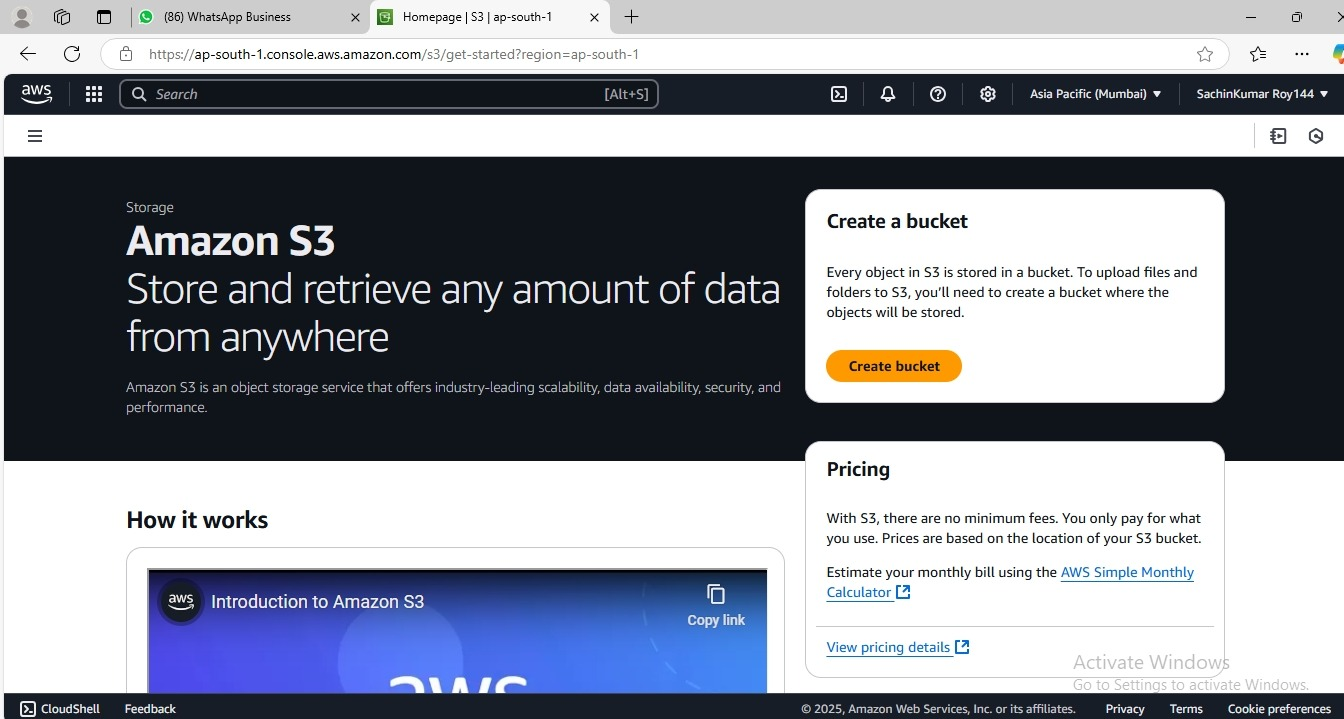 (86) WhatsApp Business
Homepage | S3 | ap-south-1
https://ap-south-1.console.aws.amazon.com/s3/get-started?region=ap-south-1
aws
Search
[Alt+S]
Asia Pacific (Mumbai)
SachinKumar Roy144
Storage
Amazon S3
Store and retrieve any amount of data
from anywhere
Amazon S3 is an object storage service that offers industry-leading scalability, data availability, security, and
performance.
Create a bucket
Every object in S3 is stored in a bucket. To upload files and
folders to S3, you'll need to create a bucket where the
objects will be stored.
Create bucket
Pricing
With S3, there are no minimum fees. You only pay for what
you use. Prices are based on the location of your S3 bucket.
Estimate your monthly bill using the AWS Simple Monthly
Calculator
View pricing details
How it works
aws
Introduction to Amazon S3
Copy link
aws
Activate Windows
Go to Settings to activate Windows.
CloudShell
Feedback
© 2025, Amazon Web Services, Inc. or its affiliates.
Privacy
Terms
Cookie preferences